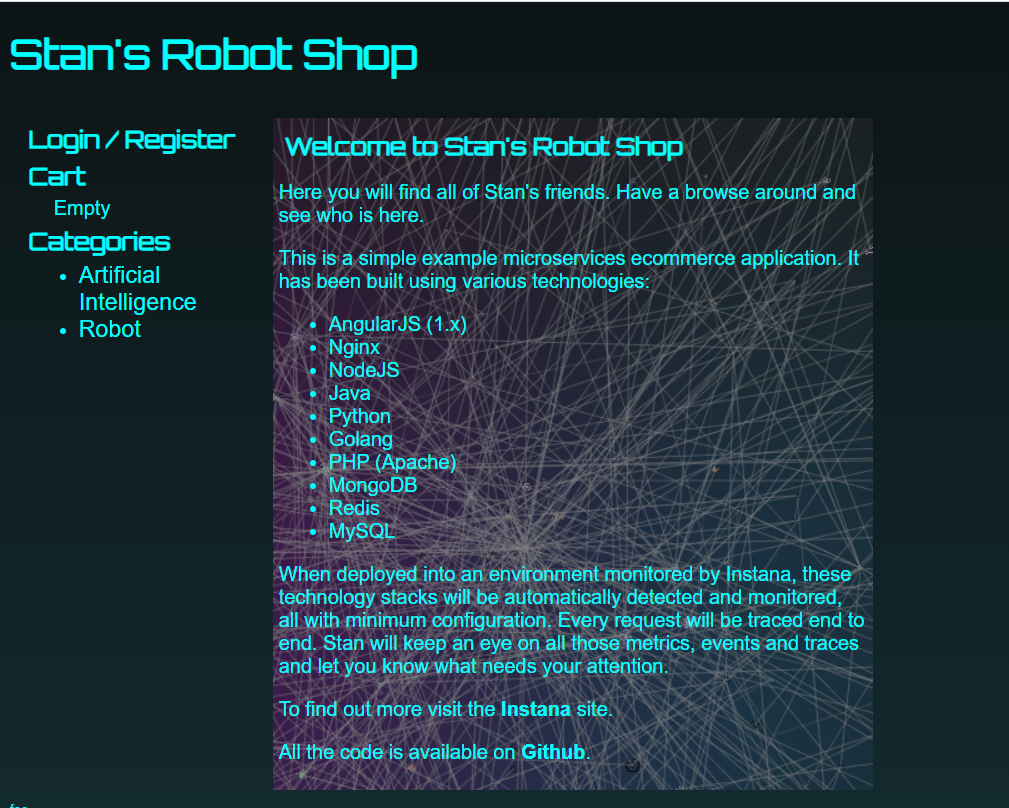 Stan's Robot Shop
Login / Register
Cart
Empty
Categories
Artificial
Intelligence
Robot
Welcome to Stan's Robot Shop
Here you will find all of Stan's friends. Have a browse around and
see who is here.
This is a simple example microservices ecommerce application. It
has been built using various technologies:
AngularJS (1.x)
Nginx
NodeJS
Java
Python
Golang
PHP (Apache)
MongoDB
Redis
MySQL
When deployed into an environment monitored by Instana, these
technology stacks will be automatically detected and monitored,
all with minimum configuration. Every request will be traced end to
end. Stan will keep an eye on all those metrics, events and traces
and let you know what needs your attention.
To find out more visit the Instana site.
All the code is available on Github.